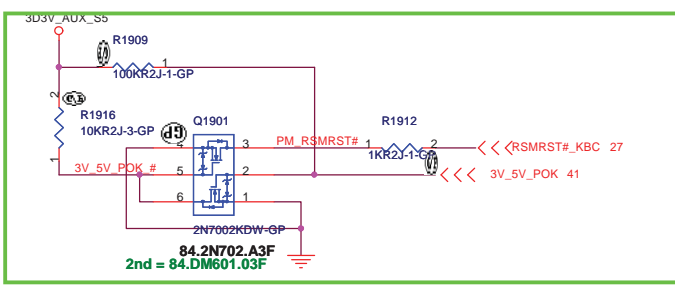 3D3V_AUX_S5
R1909
1
100KR2J-1-GP
2
R1916
10KR2J-3-GP
1
GP
Q1901
4
3
5
2
6
1
3V_5V_POK_#
PM_RSMRST#
R1912
1
2
1KR2J-1-GP
RSMRST#_KBC 27
3V_5V_POK 41
2N7002KDW-GP
84.2N702.A3F
2nd = 84.DM601.03F